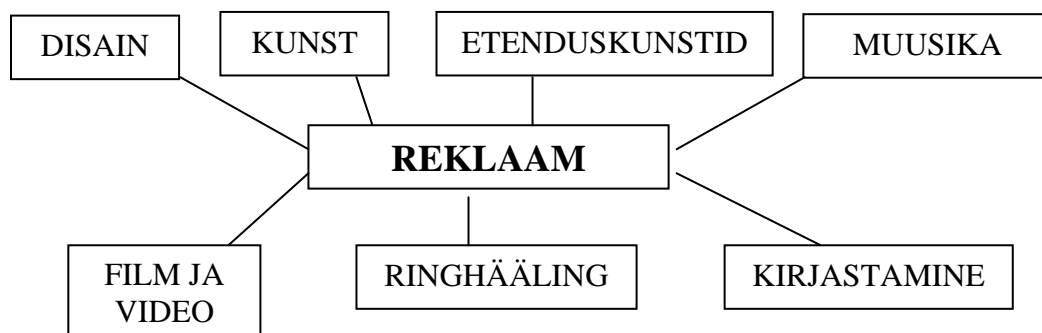 DISAIN
KUNST
ETENDUSKUNSTID
MUUSIKA
REKLAAM
FILM JA
VIDEO
RINGHÄÄLING
KIRJASTAMINE